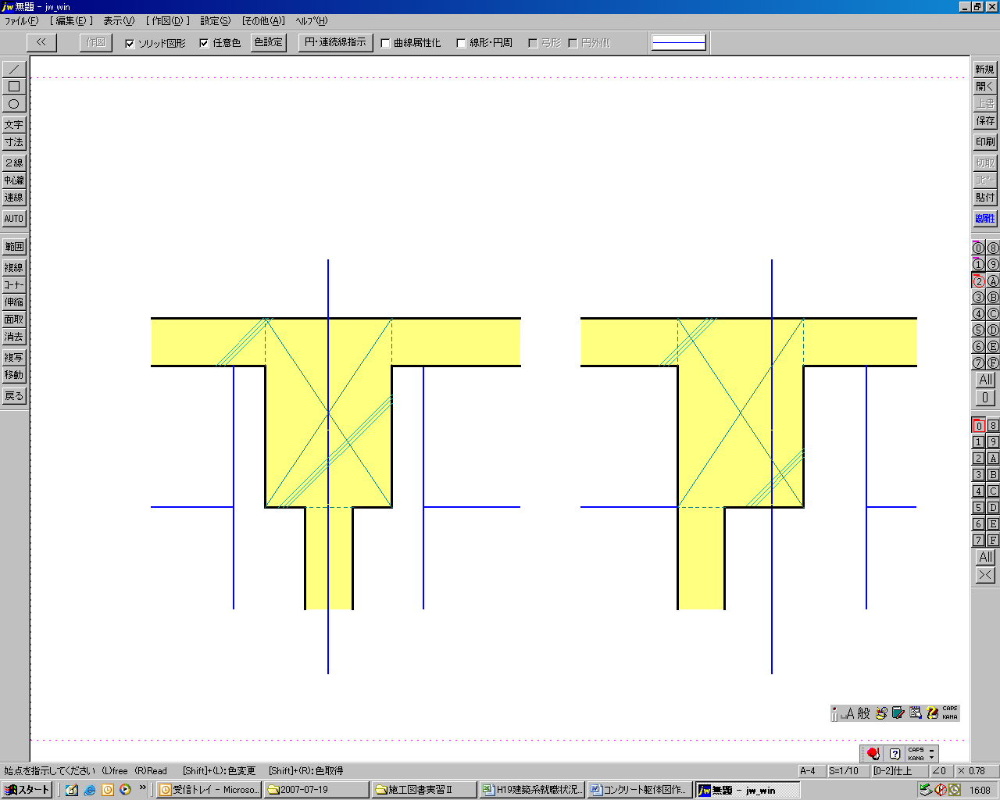 無題 - jw_win
ﾌｧｲﾙ(F) [ 編集(E) ] 表示(V) [ 作図(D) ] 設定(S) [その他(A)] ﾍﾙﾌﾟ(H)
<< 作図 ソリッド図形 任意色 色設定 円・連続線指示 曲線属性化 線形・円周 弓形 円外側
／
□
○
文字
寸法
２線
中心線
連線
AUTO
範囲
複線
ｺｰﾅｰ
伸縮
面取
消去
複写
移動
戻る
新規
開く
上書
保存
印刷
切取
ｺﾋﾟｰ
貼付
線属性
0 8
1 9
2 A
3 B
4 C
5 D
6 E
7 F
All
0
0 8
1 9
2 A
3 B
4 C
5 D
6 E
7 F
All
A 般 CAPS KANA
CAPS KANA
始点を指示してください (L)free (R)Read [Shift]+(L):色変更 [Shift]+(R):色取得
A-4 S=1/10 [0-2]仕上 ∠0 × 0.78
スタート 受信トレイ - Microso... 2007-07-19 施工図書実習Ⅱ H19建築系就職状況... コンクリート躯体図作... 無題 - jw_win 16:08